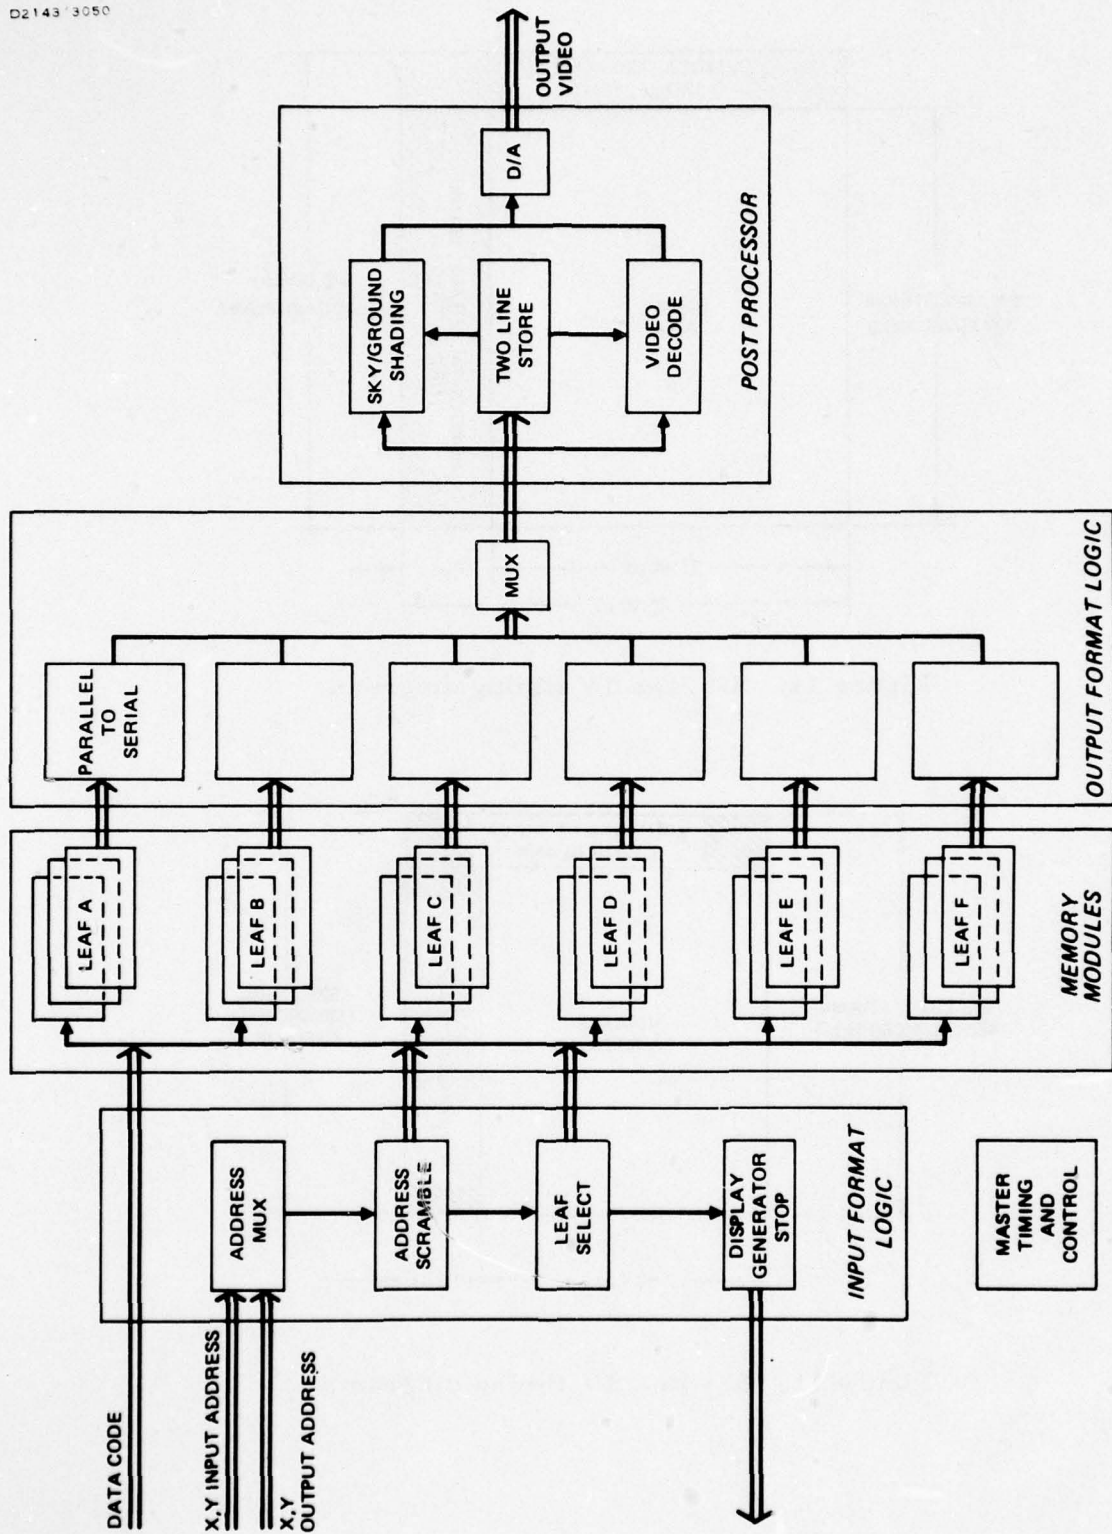 D2143 3050
DATA CODE
X,Y INPUT ADDRESS
X,Y
OUTPUT ADDRESS
ADDRESS
MUX
ADDRESS
SCRAMBLE
LEAF
SELECT
DISPLAY
GENERATOR
STOP
INPUT FORMAT
LOGIC
MASTER
TIMING
AND
CONTROL
LEAF A
LEAF B
LEAF C
LEAF D
LEAF E
LEAF F
MEMORY
MODULES
PARALLEL
TO
SERIAL
MUX
OUTPUT FORMAT LOGIC
SKY/GROUND
SHADING
TWO LINE
STORE
VIDEO
DECODE
D/A
POST PROCESSOR
OUTPUT
VIDEO